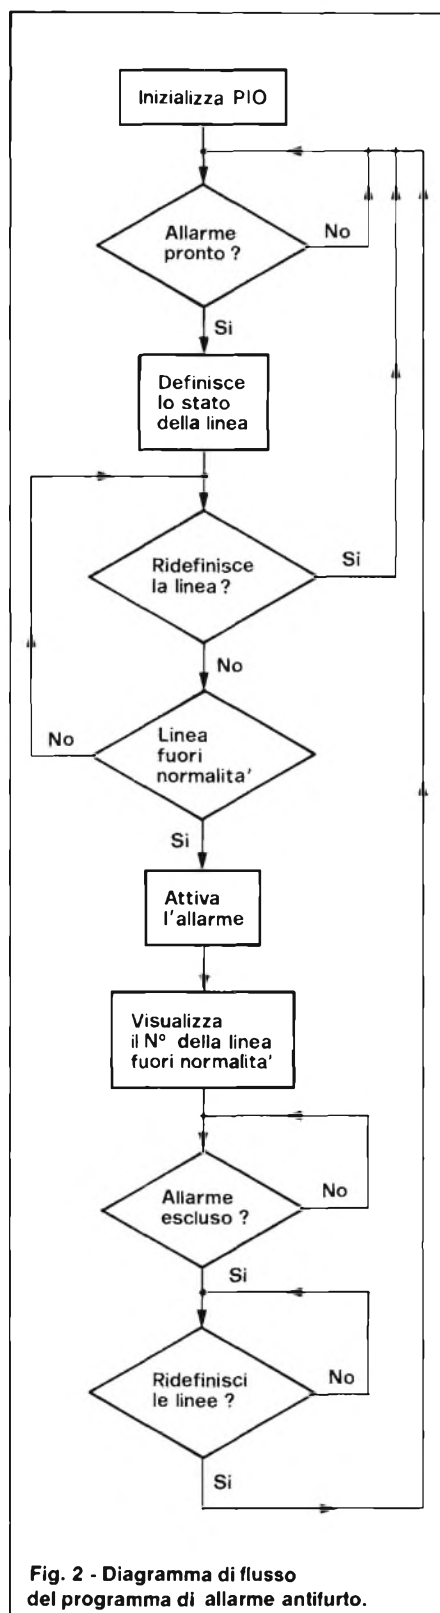 Inizializza PIO
Allarme
pronto ?
No
Si
Definisce
lo stato
della linea
Ridefinisce
la linea ?
Si
No
Linea
fuori
normalita'
No
Si
Attiva
l'allarme
Visualizza
il N° della linea
fuori normalita'
Allarme
escluso ?
No
Si
Ridefinisci
le linee ?
No
Si
Fig. 2 - Diagramma di flusso
del programma di allarme antifurto.